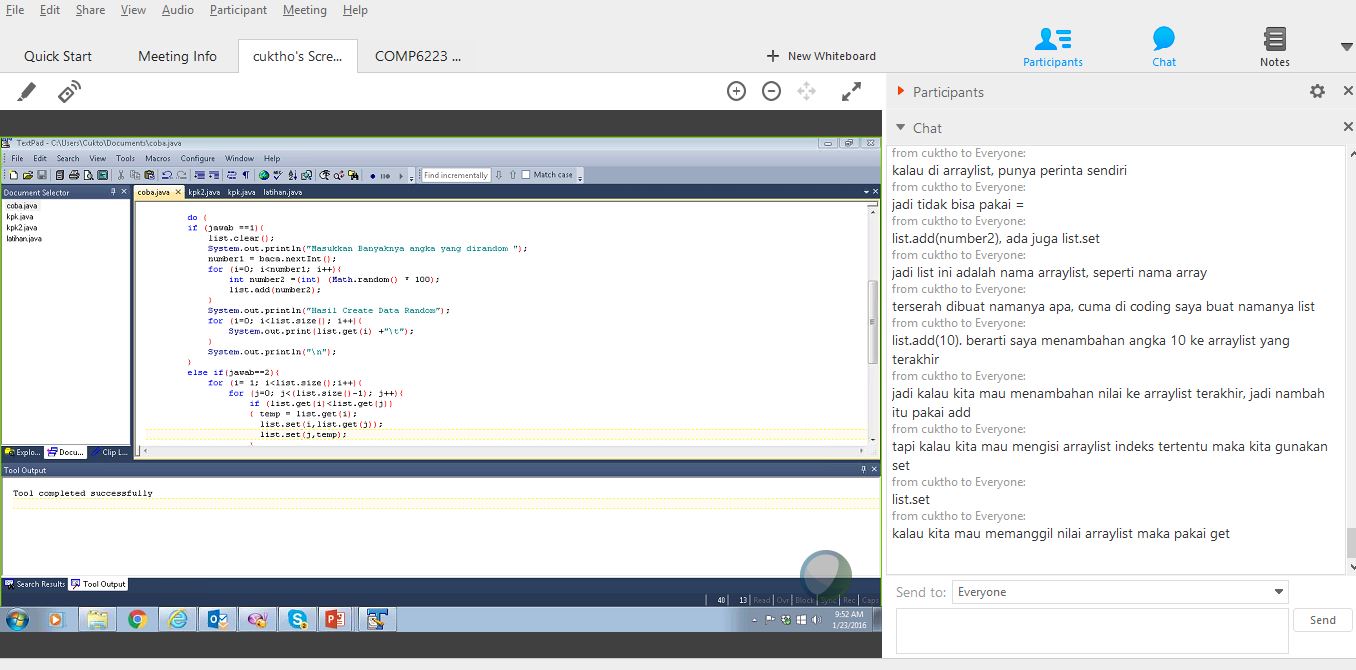 File Edit Share View Audio Participant Meeting Help
Quick Start Meeting Info cuktho's Scre... COMP6223 ... New Whiteboard Participants Chat Notes
Participants
Chat
TextPad - C:\Users\Cukto\Documents\coba.java
File Edit Search View Tools Macros Configure Window Help
Find incrementally Match case
Document Selector
coba.java kpk2.java kpk.java latihan.java
coba.java
kpk.java
kpk2.java
latihan.java
do {
if (jawab ==1){
list.clear();
System.out.println("Masukkan Banyaknya angka yang dirandom ");
number1 = baca.nextInt();
for (i=0; i<number1; i++){
int number2 =(int) (Math.random() * 100);
list.add(number2);
}
System.out.println("Hasil Create Data Random");
for (i=0; i<list.size(); i++){
System.out.print(list.get(i) +"\t");
}
System.out.println("\n");
}
else if(jawab==2){
for (i= 1; i<list.size();i++){
for (j=0; j<(list.size()-1); j++){
if (list.get(i)<list.get(j))
{ temp = list.get(i);
list.set(i,list.get(j));
list.set(j,temp);
Explo... Docu... Clip L...
Tool Output
Tool completed successfully
Search Results Tool Output
40 13 Read Ovr Block Sync Rec Caps
9:52 AM
1/23/2016
from cuktho to Everyone:
kalau di arraylist, punya perinta sendiri
from cuktho to Everyone:
jadi tidak bisa pakai =
from cuktho to Everyone:
list.add(number2), ada juga list.set
from cuktho to Everyone:
jadi list ini adalah nama arraylist, seperti nama array
from cuktho to Everyone:
terserah dibuat namanya apa, cuma di coding saya buat namanya list
from cuktho to Everyone:
list.add(10). berarti saya menambahan angka 10 ke arraylist yang
terakhir
from cuktho to Everyone:
jadi kalau kita mau menambahan nilai ke arraylist terakhir, jadi nambah
itu pakai add
from cuktho to Everyone:
tapi kalau kita mau mengisi arraylist indeks tertentu maka kita gunakan
set
from cuktho to Everyone:
list.set
from cuktho to Everyone:
kalau kita mau memanggil nilai arraylist maka pakai get
Send to: Everyone
Send